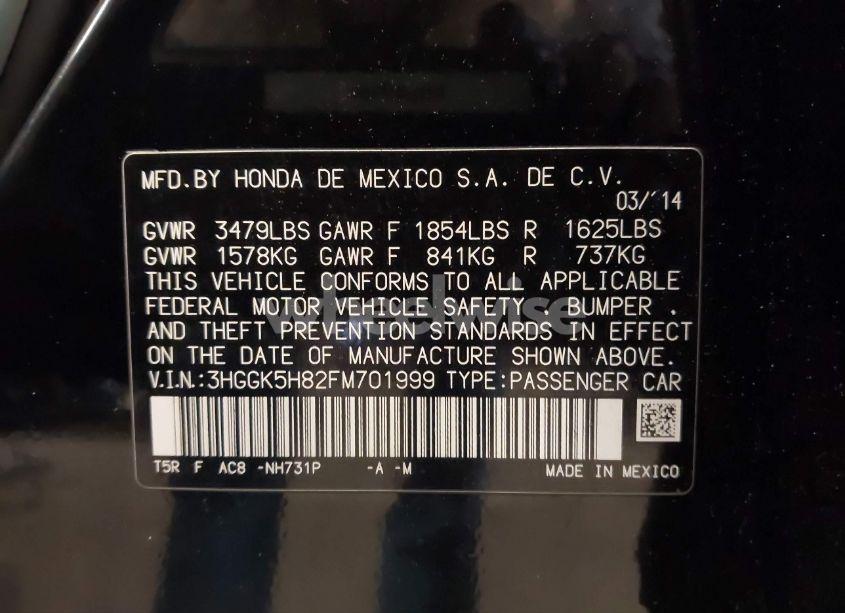 MFD.BY HONDA DE MEXICO S.A. DE C.V.
03/'14
GVWR 3479LBS GAWR F 1854LBS R 1625LBS
GVWR 1578KG GAWR F 841KG R 737KG
THIS VEHICLE CONFORMS TO ALL APPLICABLE
FEDERAL MOTOR VEHICLE SAFETY, BUMPER,
AND THEFT PREVENTION STANDARDS IN EFFECT
ON THE DATE OF MANUFACTURE SHOWN ABOVE.
V.I.N.:3HGGK5H82FM701999 TYPE:PASSENGER CAR
T5R F AC8 -NH731P -A -M MADE IN MEXICO
wheelwise